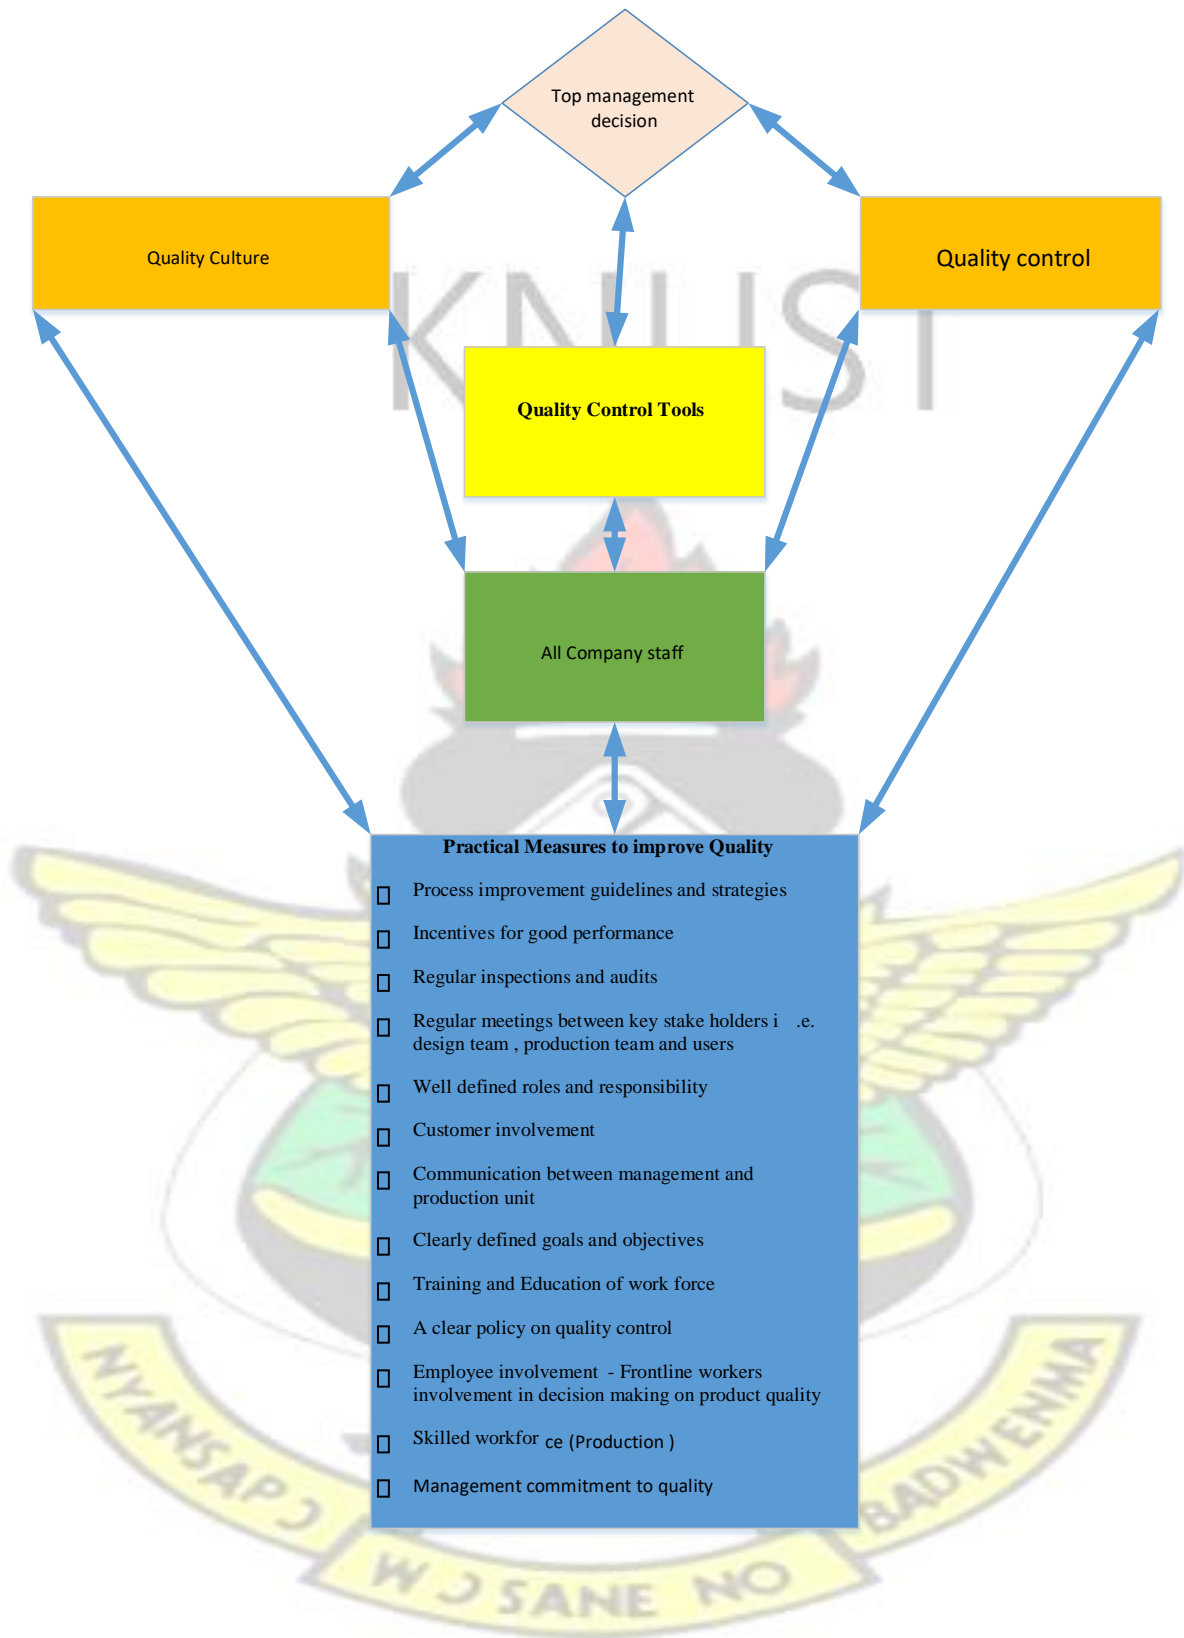 Top management
decision
Quality Culture
Quality control
KNUST
Quality Control Tools
All Company staff
Practical Measures to improve Quality
Process improvement guidelines and strategies
Incentives for good performance
Regular inspections and audits
Regular meetings between key stake holders i .e.
design team , production team and users
Well defined roles and responsibility
Customer involvement
Communication between management and
production unit
Clearly defined goals and objectives
Training and Education of work force
A clear policy on quality control
Employee involvement - Frontline workers
involvement in decision making on product quality
Skilled workfor ce (Production )
Management commitment to quality
NYANSAPƆ
WƆSANE NO
BADWENMA